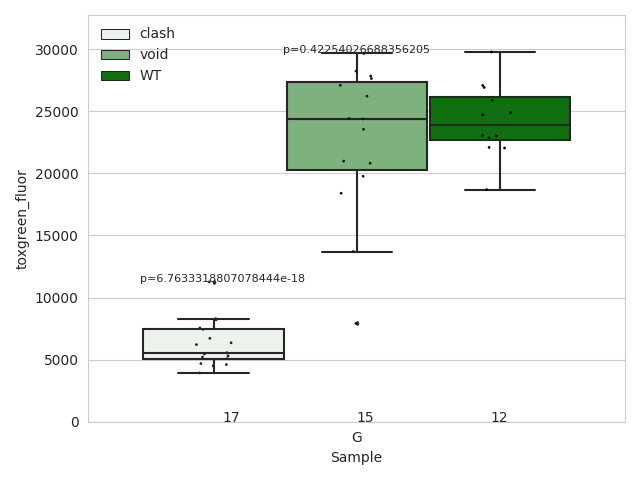 clash
void
WT
p=0.42254026688356205
p=6.7633318807078444e-18
toxgreen_fluor
30000
25000
20000
15000
10000
5000
0
17 15 12
G
Sample